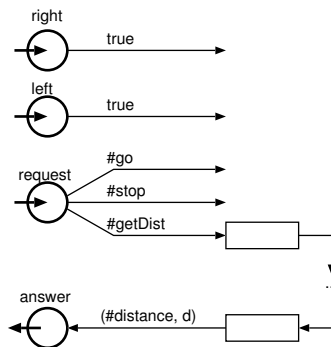 right
true
left
true
#go
request
#stop
#getDist
answer
(#distance, d)